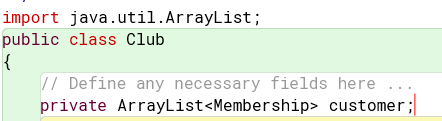 import java.util.ArrayList;
public class Club
{
// Define any necessary fields here ...
private ArrayList<Membership> customer;